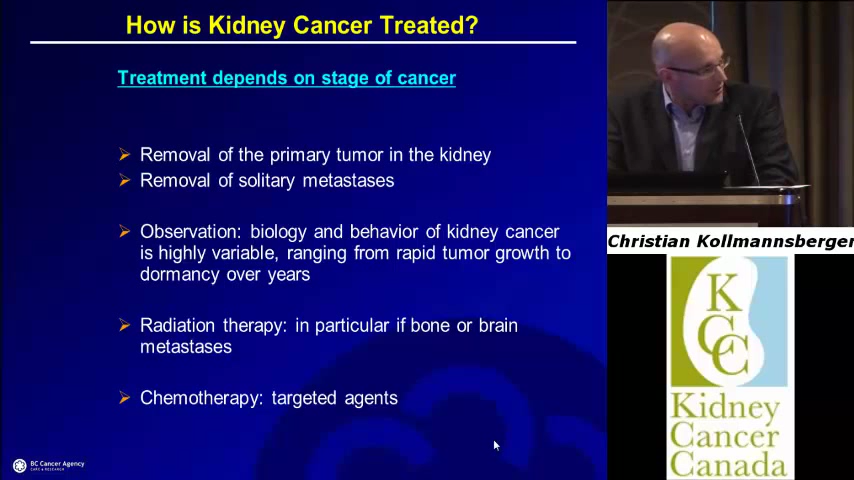 How is Kidney Cancer Treated?
Treatment depends on stage of cancer
Removal of the primary tumor in the kidney
Removal of solitary metastases
Observation: biology and behavior of kidney cancer
is highly variable, ranging from rapid tumor growth to
dormancy over years
Radiation therapy: in particular if bone or brain
metastases
Chemotherapy: targeted agents
BC Cancer Agency
CARE & RESEARCH
Christian Kollmannsberger
KCC
Kidney
Cancer
Canada